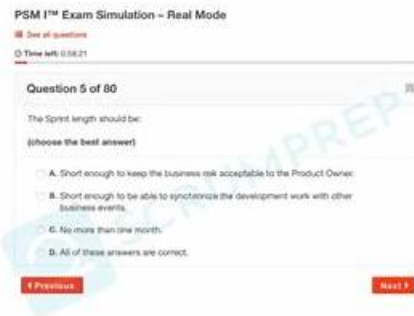 PSM I™ Exam Simulation – Real Mode
See all questions
Time left: 0:58:21
Question 5 of 80
The Sprint length should be:
(choose the best answer)
A. Short enough to keep the business risk acceptable to the Product Owner.
B. Short enough to be able to synchronize the development work with other
business events.
C. No more than one month.
D. All of these answers are correct.
Previous
Next
SCRUMPREP